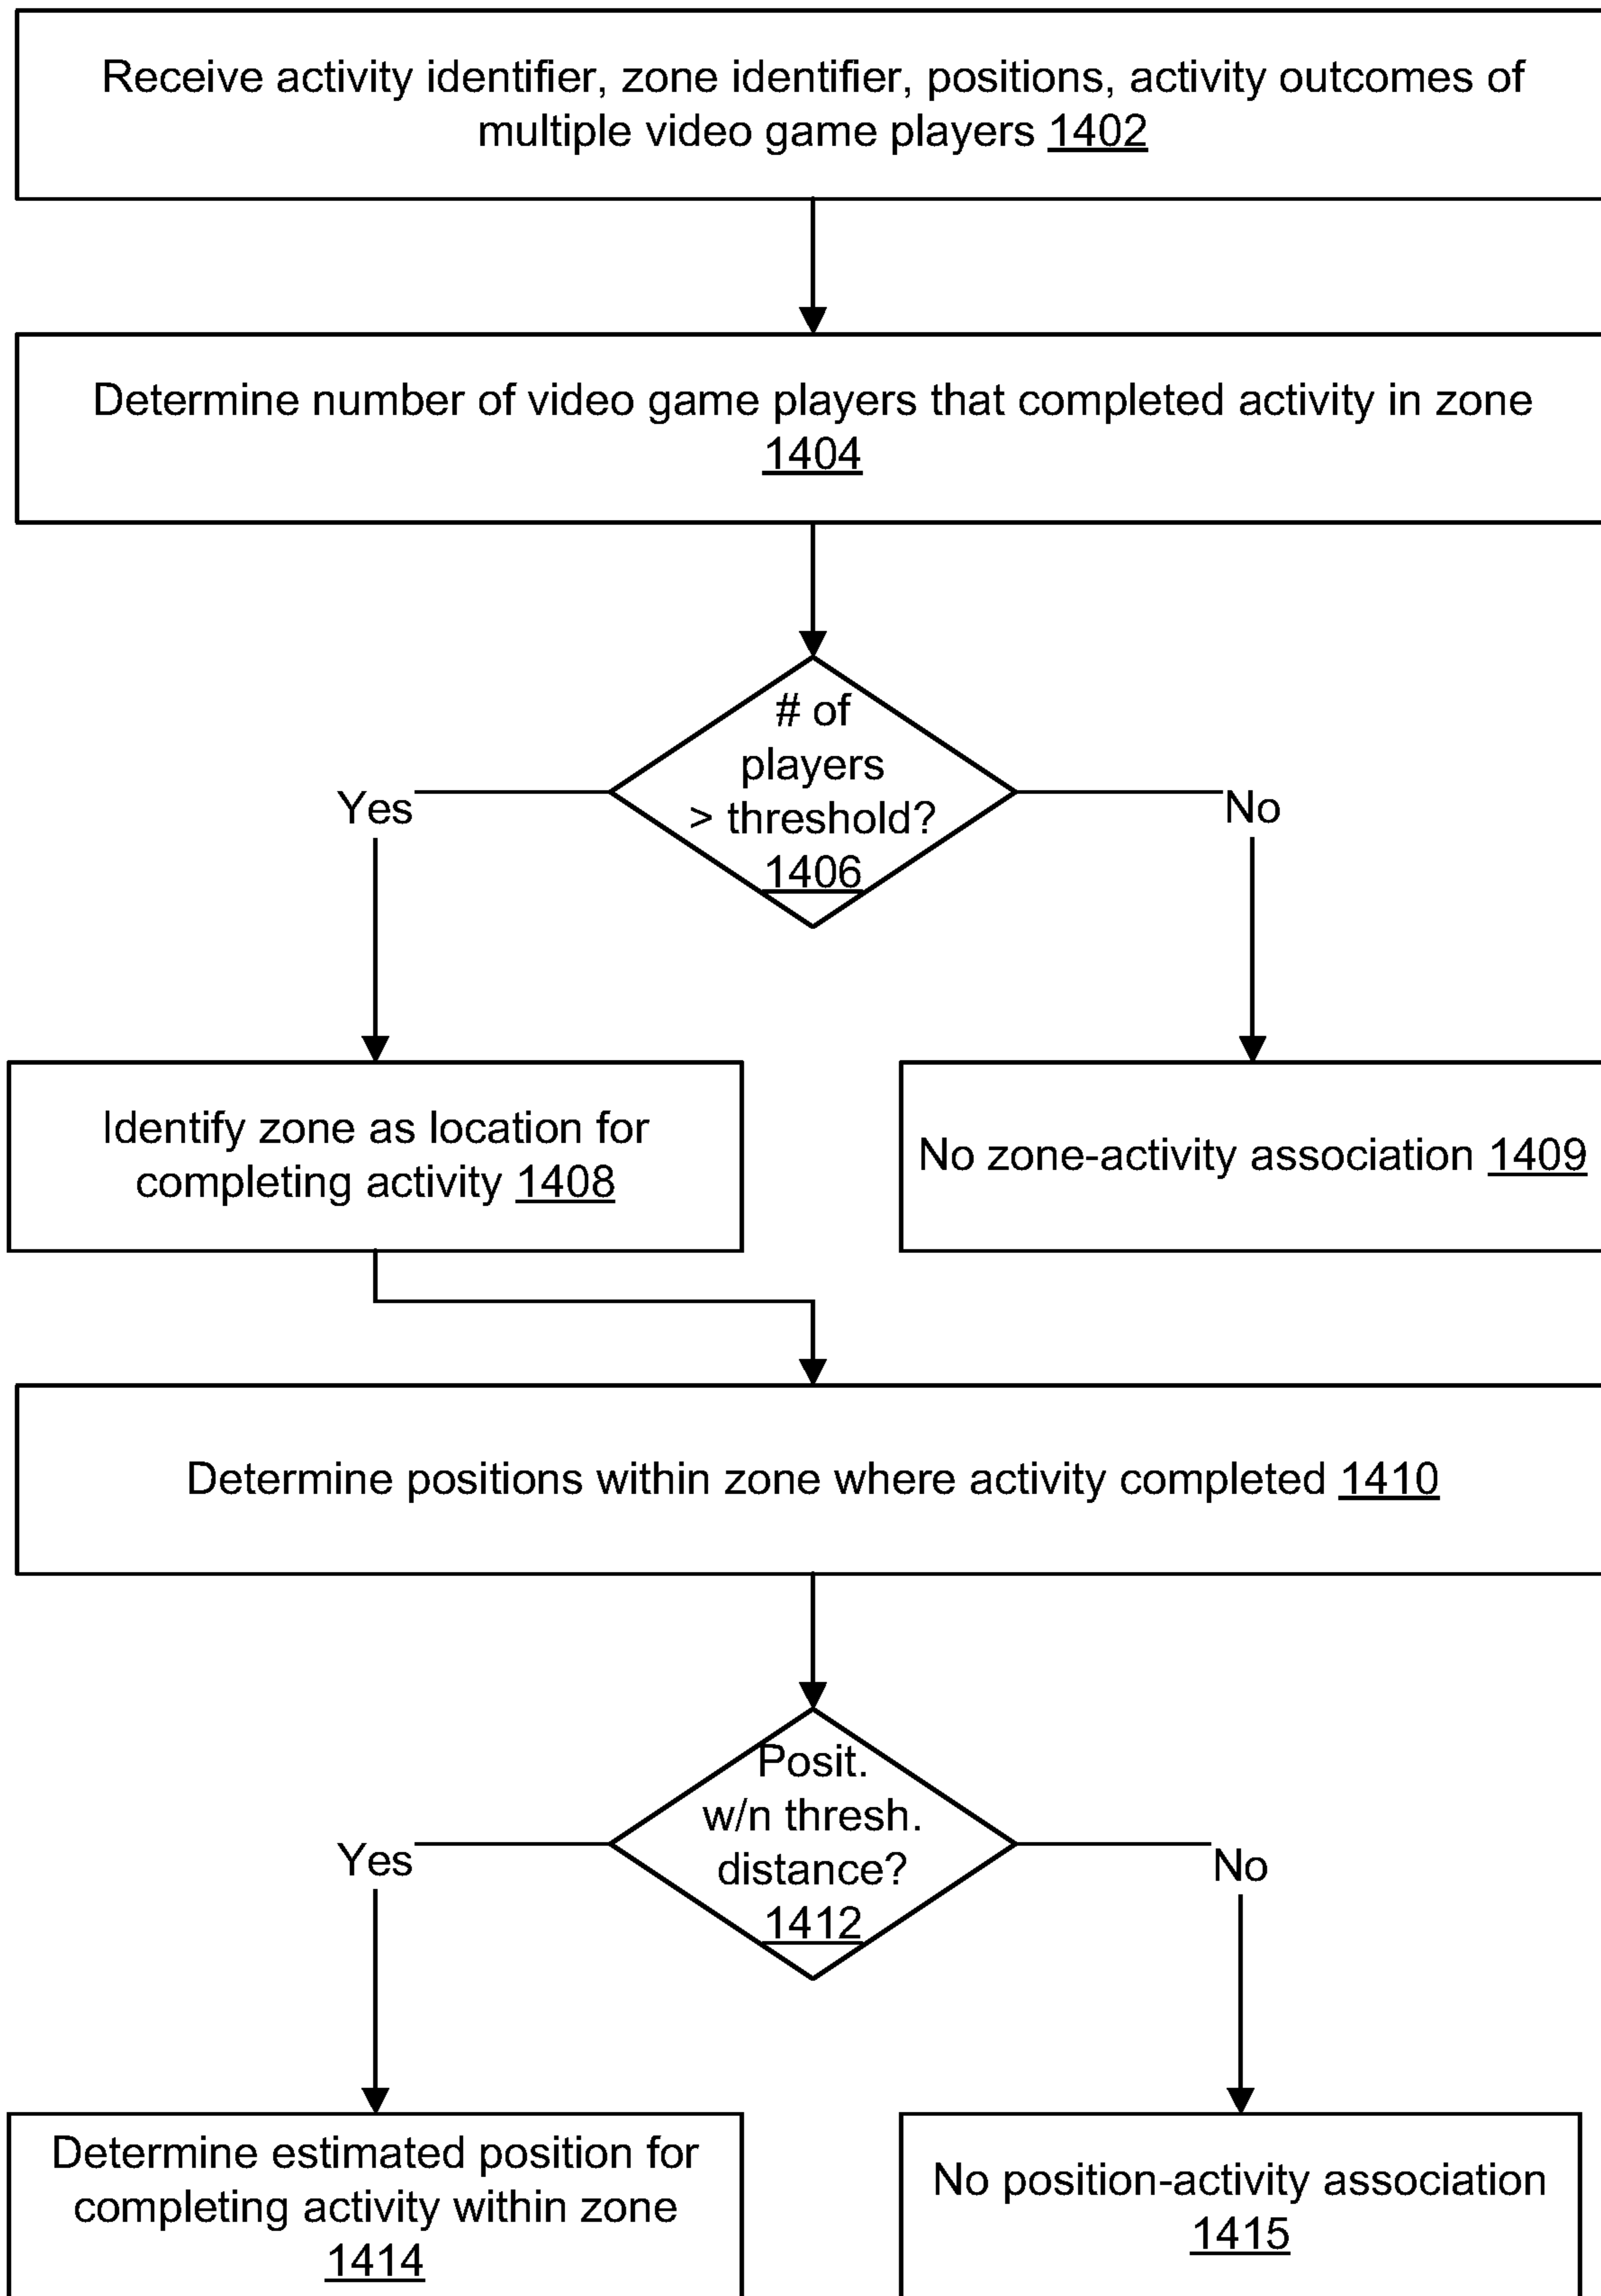 Receive activity identifier, zone identifier, positions, activity outcomes of
multiple video game players 1402
Determine number of video game players that completed activity in zone
1404
# of
players
> threshold?
1406
Yes
No
Identify zone as location for
completing activity 1408
No zone-activity association 1409
Determine positions within zone where activity completed 1410
Posit.
w/n thresh.
distance?
1412
Yes
No
Determine estimated position for
completing activity within zone
1414
No position-activity association
1415